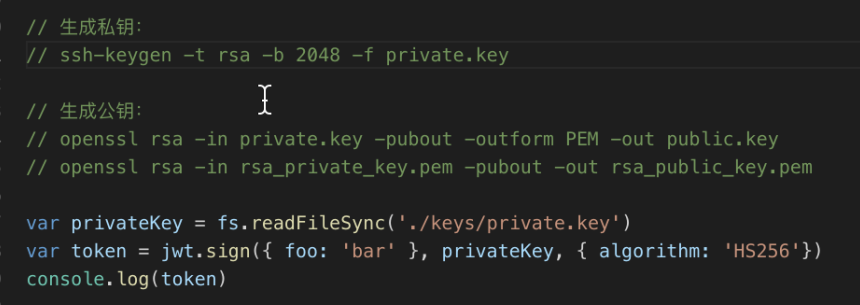 // 生成私钥：
// ssh-keygen -t rsa -b 2048 -f private.key
// 生成公钥：
// openssl rsa -in private.key -pubout -outform PEM -out public.key
// openssl rsa -in rsa_private_key.pem -pubout -out rsa_public_key.pem
var privateKey = fs.readFileSync('./keys/private.key')
var token = jwt.sign({ foo: 'bar' }, privateKey, { algorithm: 'HS256'})
console.log(token)